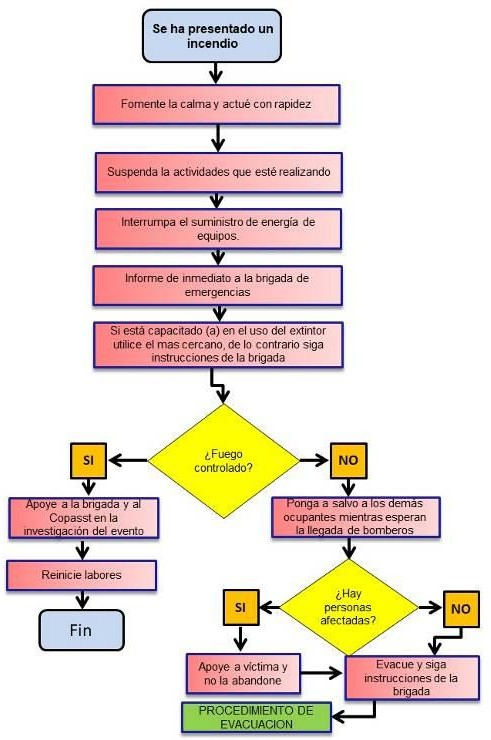 Se ha presentado un
incendio
Fomente la calma y actué con rapidez
Suspenda la actividades que esté realizando
Interrumpa el suministro de energía de
equipos.
Informe de inmediato a la brigada de
emergencias
Si está capacitado (a) en el uso del extintor
utilice el mas cercano, de lo contrario siga
instrucciones de la brigada
¿Fuego
controlado?
SI
NO
Apoye a la brigada y al
Copasst en la
investigación del evento
Ponga a salvo a los demás
ocupantes mientras esperan
la llegada de bomberos
Reinicie labores
Fin
¿Hay
personas
afectadas?
SI
NO
Apoye a víctima y
no la abandone
Evacue y siga
instrucciones de la
brigada
PROCEDIMIENTO DE
EVACUACION